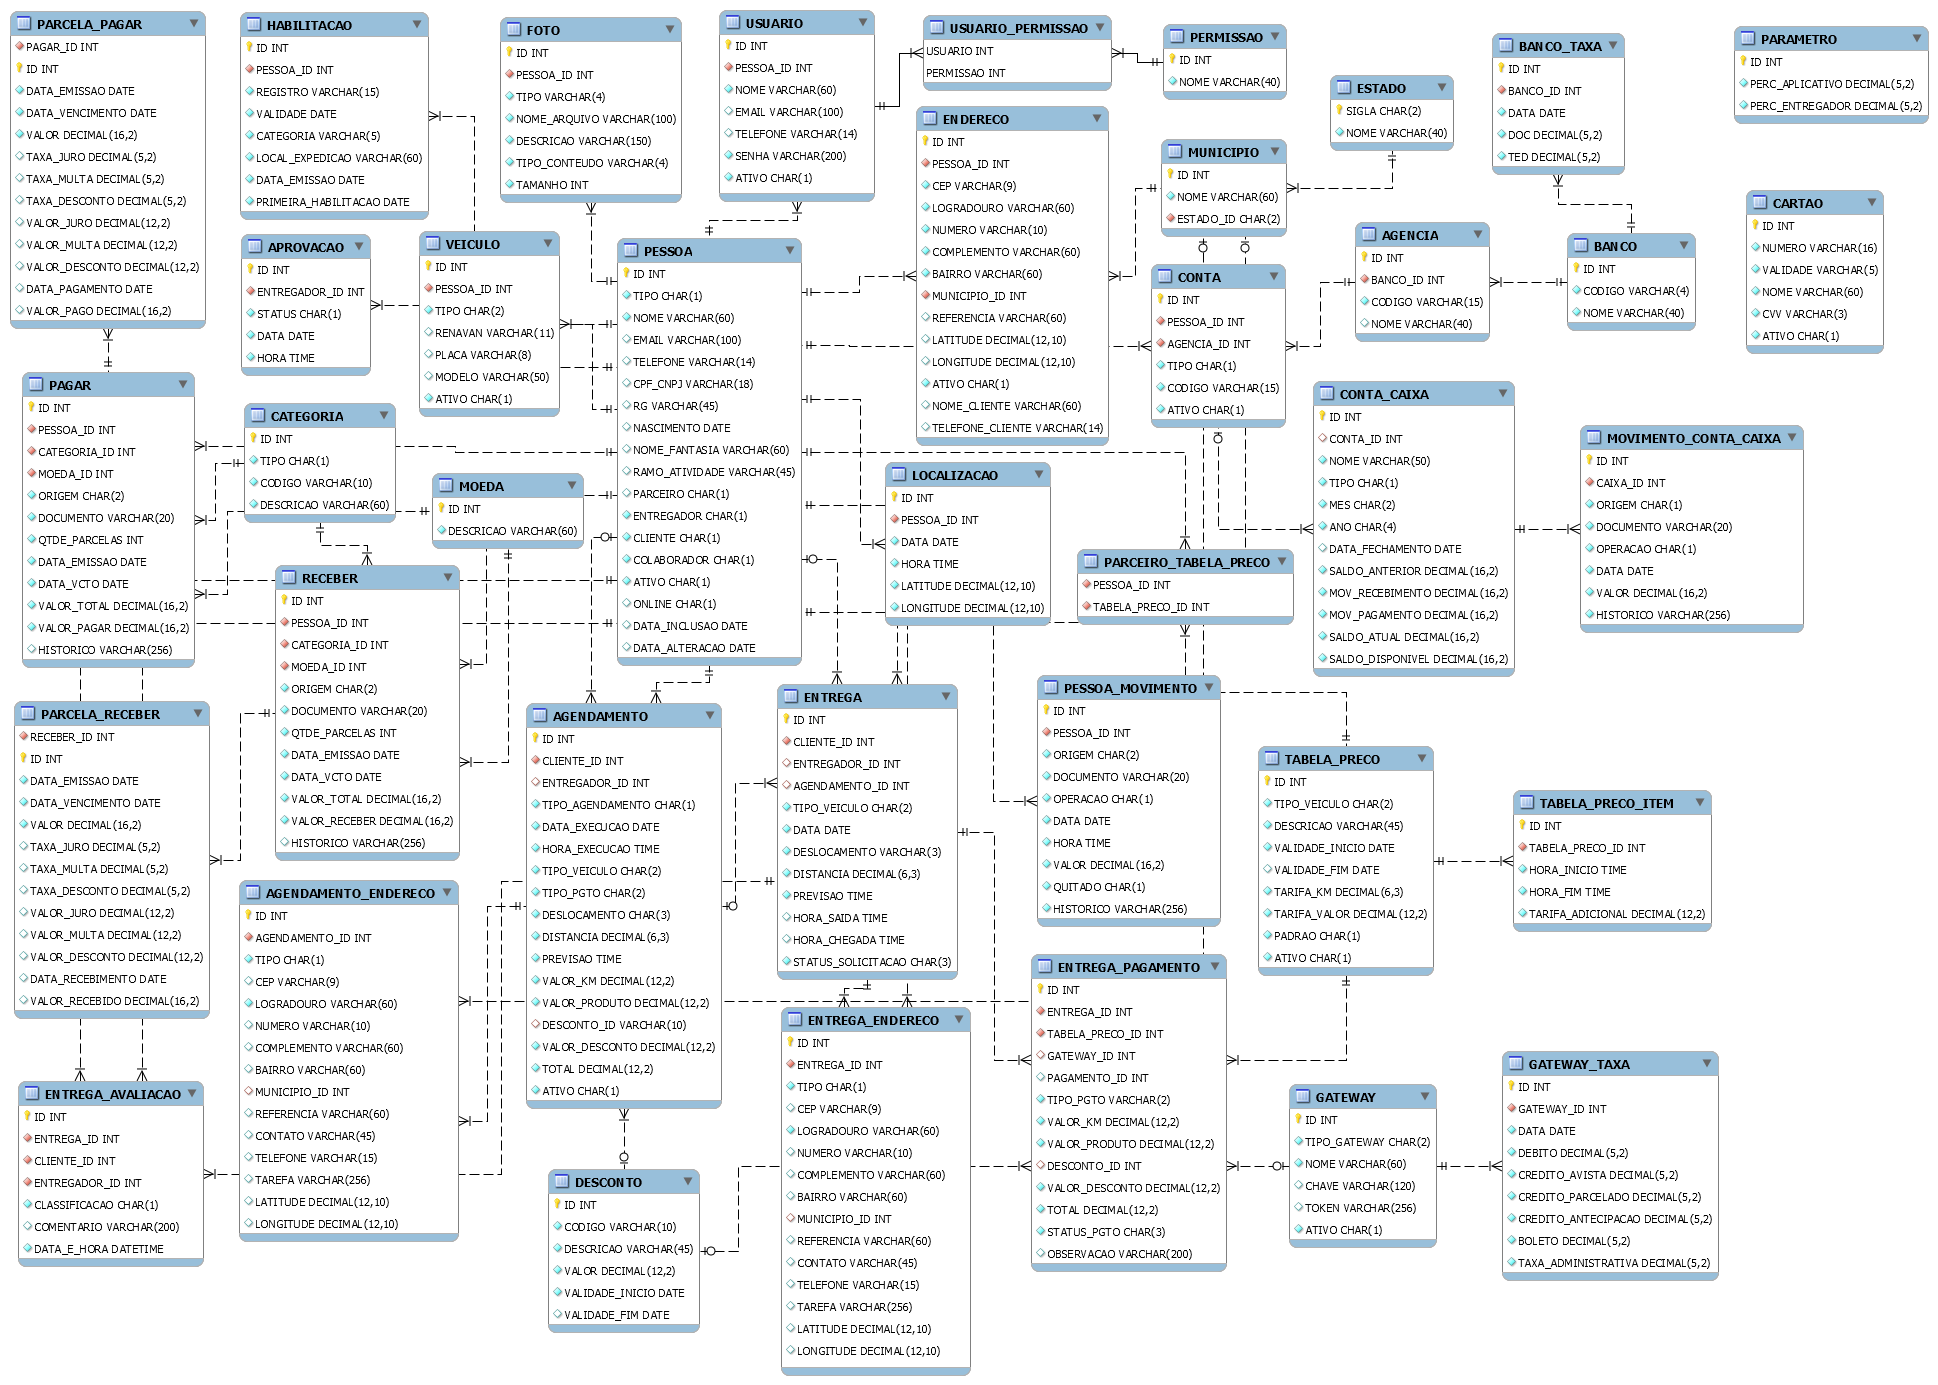 PARCELA_PAGAR
PAGAR_ID INT
ID INT
DATA_EMISSAO DATE
DATA_VENCIMENTO DATE
VALOR DECIMAL(16,2)
TAXA_JURO DECIMAL(5,2)
TAXA_MULTA DECIMAL(5,2)
TAXA_DESCONTO DECIMAL(5,2)
VALOR_JURO DECIMAL(12,2)
VALOR_MULTA DECIMAL(12,2)
VALOR_DESCONTO DECIMAL(12,2)
DATA_PAGAMENTO DATE
VALOR_PAGO DECIMAL(16,2)
HABILITACAO
ID INT
PESSOA_ID INT
REGISTRO VARCHAR(15)
VALIDADE DATE
CATEGORIA VARCHAR(5)
LOCAL_EXPEDICAO VARCHAR(60)
DATA_EMISSAO DATE
PRIMEIRA_HABILITACAO DATE
FOTO
ID INT
PESSOA_ID INT
TIPO VARCHAR(4)
NOME_ARQUIVO VARCHAR(100)
DESCRICAO VARCHAR(150)
TIPO_CONTEUDO VARCHAR(4)
TAMANHO INT
USUARIO
ID INT
PESSOA_ID INT
NOME VARCHAR(60)
EMAIL VARCHAR(100)
TELEFONE VARCHAR(14)
SENHA VARCHAR(200)
ATIVO CHAR(1)
USUARIO_PERMISSAO
USUARIO INT
PERMISSAO INT
PERMISSAO
ID INT
NOME VARCHAR(40)
ESTADO
SIGLA CHAR(2)
NOME VARCHAR(40)
BANCO_TAXA
ID INT
BANCO_ID INT
DATA DATE
DOC DECIMAL(5,2)
TED DECIMAL(5,2)
PARAMETRO
ID INT
PERC_APLICATIVO DECIMAL(5,2)
PERC_ENTREGADOR DECIMAL(5,2)
ENDERECO
ID INT
PESSOA_ID INT
CEP VARCHAR(9)
LOGRADOURO VARCHAR(60)
NUMERO VARCHAR(10)
COMPLEMENTO VARCHAR(60)
BAIRRO VARCHAR(60)
MUNICIPIO_ID INT
REFERENCIA VARCHAR(60)
LATITUDE DECIMAL(12,10)
LONGITUDE DECIMAL(12,10)
ATIVO CHAR(1)
NOME_CLIENTE VARCHAR(60)
TELEFONE_CLIENTE VARCHAR(14)
MUNICIPIO
ID INT
NOME VARCHAR(60)
ESTADO_ID CHAR(2)
CARTAO
ID INT
NUMERO VARCHAR(16)
VALIDADE VARCHAR(5)
NOME VARCHAR(60)
CVV VARCHAR(3)
ATIVO CHAR(1)
APROVACAO
ID INT
ENTREGADOR_ID INT
STATUS CHAR(1)
DATA DATE
HORA TIME
VEICULO
ID INT
PESSOA_ID INT
TIPO CHAR(2)
RENAVAN VARCHAR(11)
PLACA VARCHAR(8)
MODELO VARCHAR(50)
ATIVO CHAR(1)
PESSOA
ID INT
TIPO CHAR(1)
NOME VARCHAR(60)
EMAIL VARCHAR(100)
TELEFONE VARCHAR(14)
CPF_CNPJ VARCHAR(18)
RG VARCHAR(45)
NASCIMENTO DATE
NOME_FANTASIA VARCHAR(60)
RAMO_ATIVIDADE VARCHAR(45)
PARCEIRO CHAR(1)
ENTREGADOR CHAR(1)
CLIENTE CHAR(1)
COLABORADOR CHAR(1)
ATIVO CHAR(1)
ONLINE CHAR(1)
DATA_INCLUSAO DATE
DATA_ALTERACAO DATE
CONTA
ID INT
PESSOA_ID INT
AGENCIA_ID INT
TIPO CHAR(1)
CODIGO VARCHAR(15)
ATIVO CHAR(1)
AGENCIA
ID INT
BANCO_ID INT
CODIGO VARCHAR(15)
NOME VARCHAR(40)
BANCO
ID INT
CODIGO VARCHAR(4)
NOME VARCHAR(40)
PAGAR
ID INT
PESSOA_ID INT
CATEGORIA_ID INT
MOEDA_ID INT
ORIGEM CHAR(2)
DOCUMENTO VARCHAR(20)
QTDE_PARCELAS INT
DATA_EMISSAO DATE
DATA_VCTO DATE
VALOR_TOTAL DECIMAL(16,2)
VALOR_PAGAR DECIMAL(16,2)
HISTORICO VARCHAR(256)
CATEGORIA
ID INT
TIPO CHAR(1)
CODIGO VARCHAR(10)
DESCRICAO VARCHAR(60)
MOEDA
ID INT
DESCRICAO VARCHAR(60)
LOCALIZACAO
ID INT
PESSOA_ID INT
DATA DATE
HORA TIME
LATITUDE DECIMAL(12,10)
LONGITUDE DECIMAL(12,10)
CONTA_CAIXA
ID INT
CONTA_ID INT
NOME VARCHAR(50)
TIPO CHAR(1)
MES CHAR(2)
ANO CHAR(4)
DATA_FECHAMENTO DATE
SALDO_ANTERIOR DECIMAL(16,2)
MOV_RECEBIMENTO DECIMAL(16,2)
MOV_PAGAMENTO DECIMAL(16,2)
SALDO_ATUAL DECIMAL(16,2)
SALDO_DISPONIVEL DECIMAL(16,2)
MOVIMENTO_CONTA_CAIXA
ID INT
CAIXA_ID INT
ORIGEM CHAR(1)
DOCUMENTO VARCHAR(20)
OPERACAO CHAR(1)
DATA DATE
VALOR DECIMAL(16,2)
HISTORICO VARCHAR(256)
PARCEIRO_TABELA_PRECO
PESSOA_ID INT
TABELA_PRECO_ID INT
RECEBER
ID INT
PESSOA_ID INT
CATEGORIA_ID INT
MOEDA_ID INT
ORIGEM CHAR(2)
DOCUMENTO VARCHAR(20)
QTDE_PARCELAS INT
DATA_EMISSAO DATE
DATA_VCTO DATE
VALOR_TOTAL DECIMAL(16,2)
VALOR_RECEBER DECIMAL(16,2)
HISTORICO VARCHAR(256)
PARCELA_RECEBER
RECEBER_ID INT
ID INT
DATA_EMISSAO DATE
DATA_VENCIMENTO DATE
VALOR DECIMAL(16,2)
TAXA_JURO DECIMAL(5,2)
TAXA_MULTA DECIMAL(5,2)
TAXA_DESCONTO DECIMAL(5,2)
VALOR_JURO DECIMAL(12,2)
VALOR_MULTA DECIMAL(12,2)
VALOR_DESCONTO DECIMAL(12,2)
DATA_RECEBIMENTO DATE
VALOR_RECEBIDO DECIMAL(16,2)
AGENDAMENTO
ID INT
CLIENTE_ID INT
ENTREGADOR_ID INT
TIPO_AGENDAMENTO CHAR(1)
DATA_EXECUCAO DATE
HORA_EXECUCAO TIME
TIPO_VEICULO CHAR(2)
TIPO_PGTO CHAR(2)
DESLOCAMENTO CHAR(3)
DISTANCIA DECIMAL(6,3)
PREVISAO TIME
VALOR_KM DECIMAL(12,2)
VALOR_PRODUTO DECIMAL(12,2)
DESCONTO_ID VARCHAR(10)
VALOR_DESCONTO DECIMAL(12,2)
TOTAL DECIMAL(12,2)
ATIVO CHAR(1)
ENTREGA
ID INT
CLIENTE_ID INT
ENTREGADOR_ID INT
AGENDAMENTO_ID INT
TIPO_VEICULO CHAR(2)
DATA DATE
DESLOCAMENTO VARCHAR(3)
DISTANCIA DECIMAL(6,3)
PREVISAO TIME
HORA_SAIDA TIME
HORA_CHEGADA TIME
STATUS_SOLICITACAO CHAR(3)
PESSOA_MOVIMENTO
ID INT
PESSOA_ID INT
ORIGEM CHAR(2)
DOCUMENTO VARCHAR(20)
OPERACAO CHAR(1)
DATA DATE
HORA TIME
VALOR DECIMAL(16,2)
QUITADO CHAR(1)
HISTORICO VARCHAR(256)
TABELA_PRECO
ID INT
TIPO_VEICULO CHAR(2)
DESCRICAO VARCHAR(45)
VALIDADE_INICIO DATE
VALIDADE_FIM DATE
TARIFA_KM DECIMAL(6,3)
TARIFA_VALOR DECIMAL(12,2)
PADRAO CHAR(1)
ATIVO CHAR(1)
TABELA_PRECO_ITEM
ID INT
TABELA_PRECO_ID INT
HORA_INICIO TIME
HORA_FIM TIME
TARIFA_ADICIONAL DECIMAL(12,2)
AGENDAMENTO_ENDERECO
ID INT
AGENDAMENTO_ID INT
TIPO CHAR(1)
CEP VARCHAR(9)
LOGRADOURO VARCHAR(60)
NUMERO VARCHAR(10)
COMPLEMENTO VARCHAR(60)
BAIRRO VARCHAR(60)
MUNICIPIO_ID INT
REFERENCIA VARCHAR(60)
CONTATO VARCHAR(45)
TELEFONE VARCHAR(15)
TAREFA VARCHAR(256)
LATITUDE DECIMAL(12,10)
LONGITUDE DECIMAL(12,10)
ENTREGA_PAGAMENTO
ID INT
ENTREGA_ID INT
TABELA_PRECO_ID INT
GATEWAY_ID INT
PAGAMENTO_ID INT
TIPO_PGTO VARCHAR(2)
VALOR_KM DECIMAL(12,2)
VALOR_PRODUTO DECIMAL(12,2)
DESCONTO_ID INT
VALOR_DESCONTO DECIMAL(12,2)
TOTAL DECIMAL(12,2)
STATUS_PGTO CHAR(3)
OBSERVACAO VARCHAR(200)
ENTREGA_ENDERECO
ID INT
ENTREGA_ID INT
TIPO CHAR(1)
CEP VARCHAR(9)
LOGRADOURO VARCHAR(60)
NUMERO VARCHAR(10)
COMPLEMENTO VARCHAR(60)
BAIRRO VARCHAR(60)
MUNICIPIO_ID INT
REFERENCIA VARCHAR(60)
CONTATO VARCHAR(45)
TELEFONE VARCHAR(15)
TAREFA VARCHAR(256)
LATITUDE DECIMAL(12,10)
LONGITUDE DECIMAL(12,10)
ENTREGA_AVALIACAO
ID INT
ENTREGA_ID INT
CLIENTE_ID INT
ENTREGADOR_ID INT
CLASSIFICACAO CHAR(1)
COMENTARIO VARCHAR(200)
DATA_E_HORA DATETIME
DESCONTO
ID INT
CODIGO VARCHAR(10)
DESCRICAO VARCHAR(45)
VALOR DECIMAL(12,2)
VALIDADE_INICIO DATE
VALIDADE_FIM DATE
GATEWAY
ID INT
TIPO_GATEWAY CHAR(2)
NOME VARCHAR(60)
CHAVE VARCHAR(120)
TOKEN VARCHAR(256)
ATIVO CHAR(1)
GATEWAY_TAXA
ID INT
GATEWAY_ID INT
DATA DATE
DEBITO DECIMAL(5,2)
CREDITO_AVISTA DECIMAL(5,2)
CREDITO_PARCELADO DECIMAL(5,2)
CREDITO_ANTECIPACAO DECIMAL(5,2)
BOLETO DECIMAL(5,2)
TAXA_ADMINISTRATIVA DECIMAL(5,2)